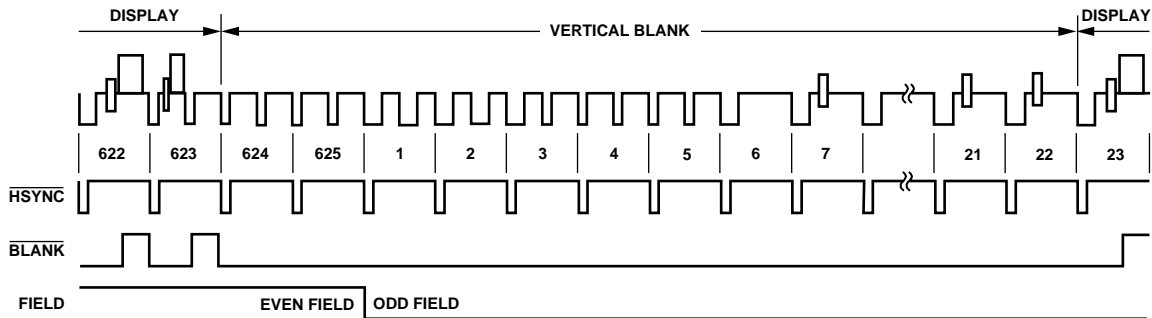 DISPLAY VERTICAL BLANK DISPLAY
622 623 624 625 1 2 3 4 5 6 7 21 22 23
HSYNC
BLANK
FIELD EVEN FIELD ODD FIELD